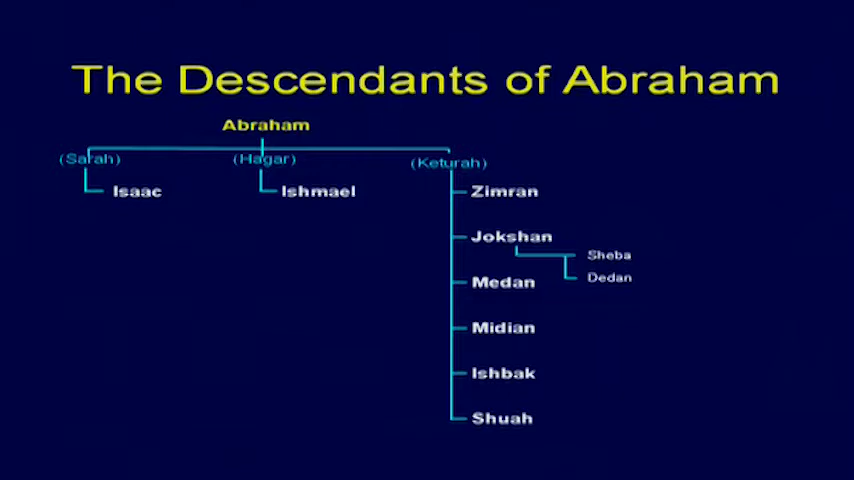 The Descendants of Abraham
Abraham
(Sarah) (Hagar) (Keturah)
Isaac Ishmael Zimran
Jokshan
Sheba
Dedan
Medan
Midian
Ishbak
Shuah